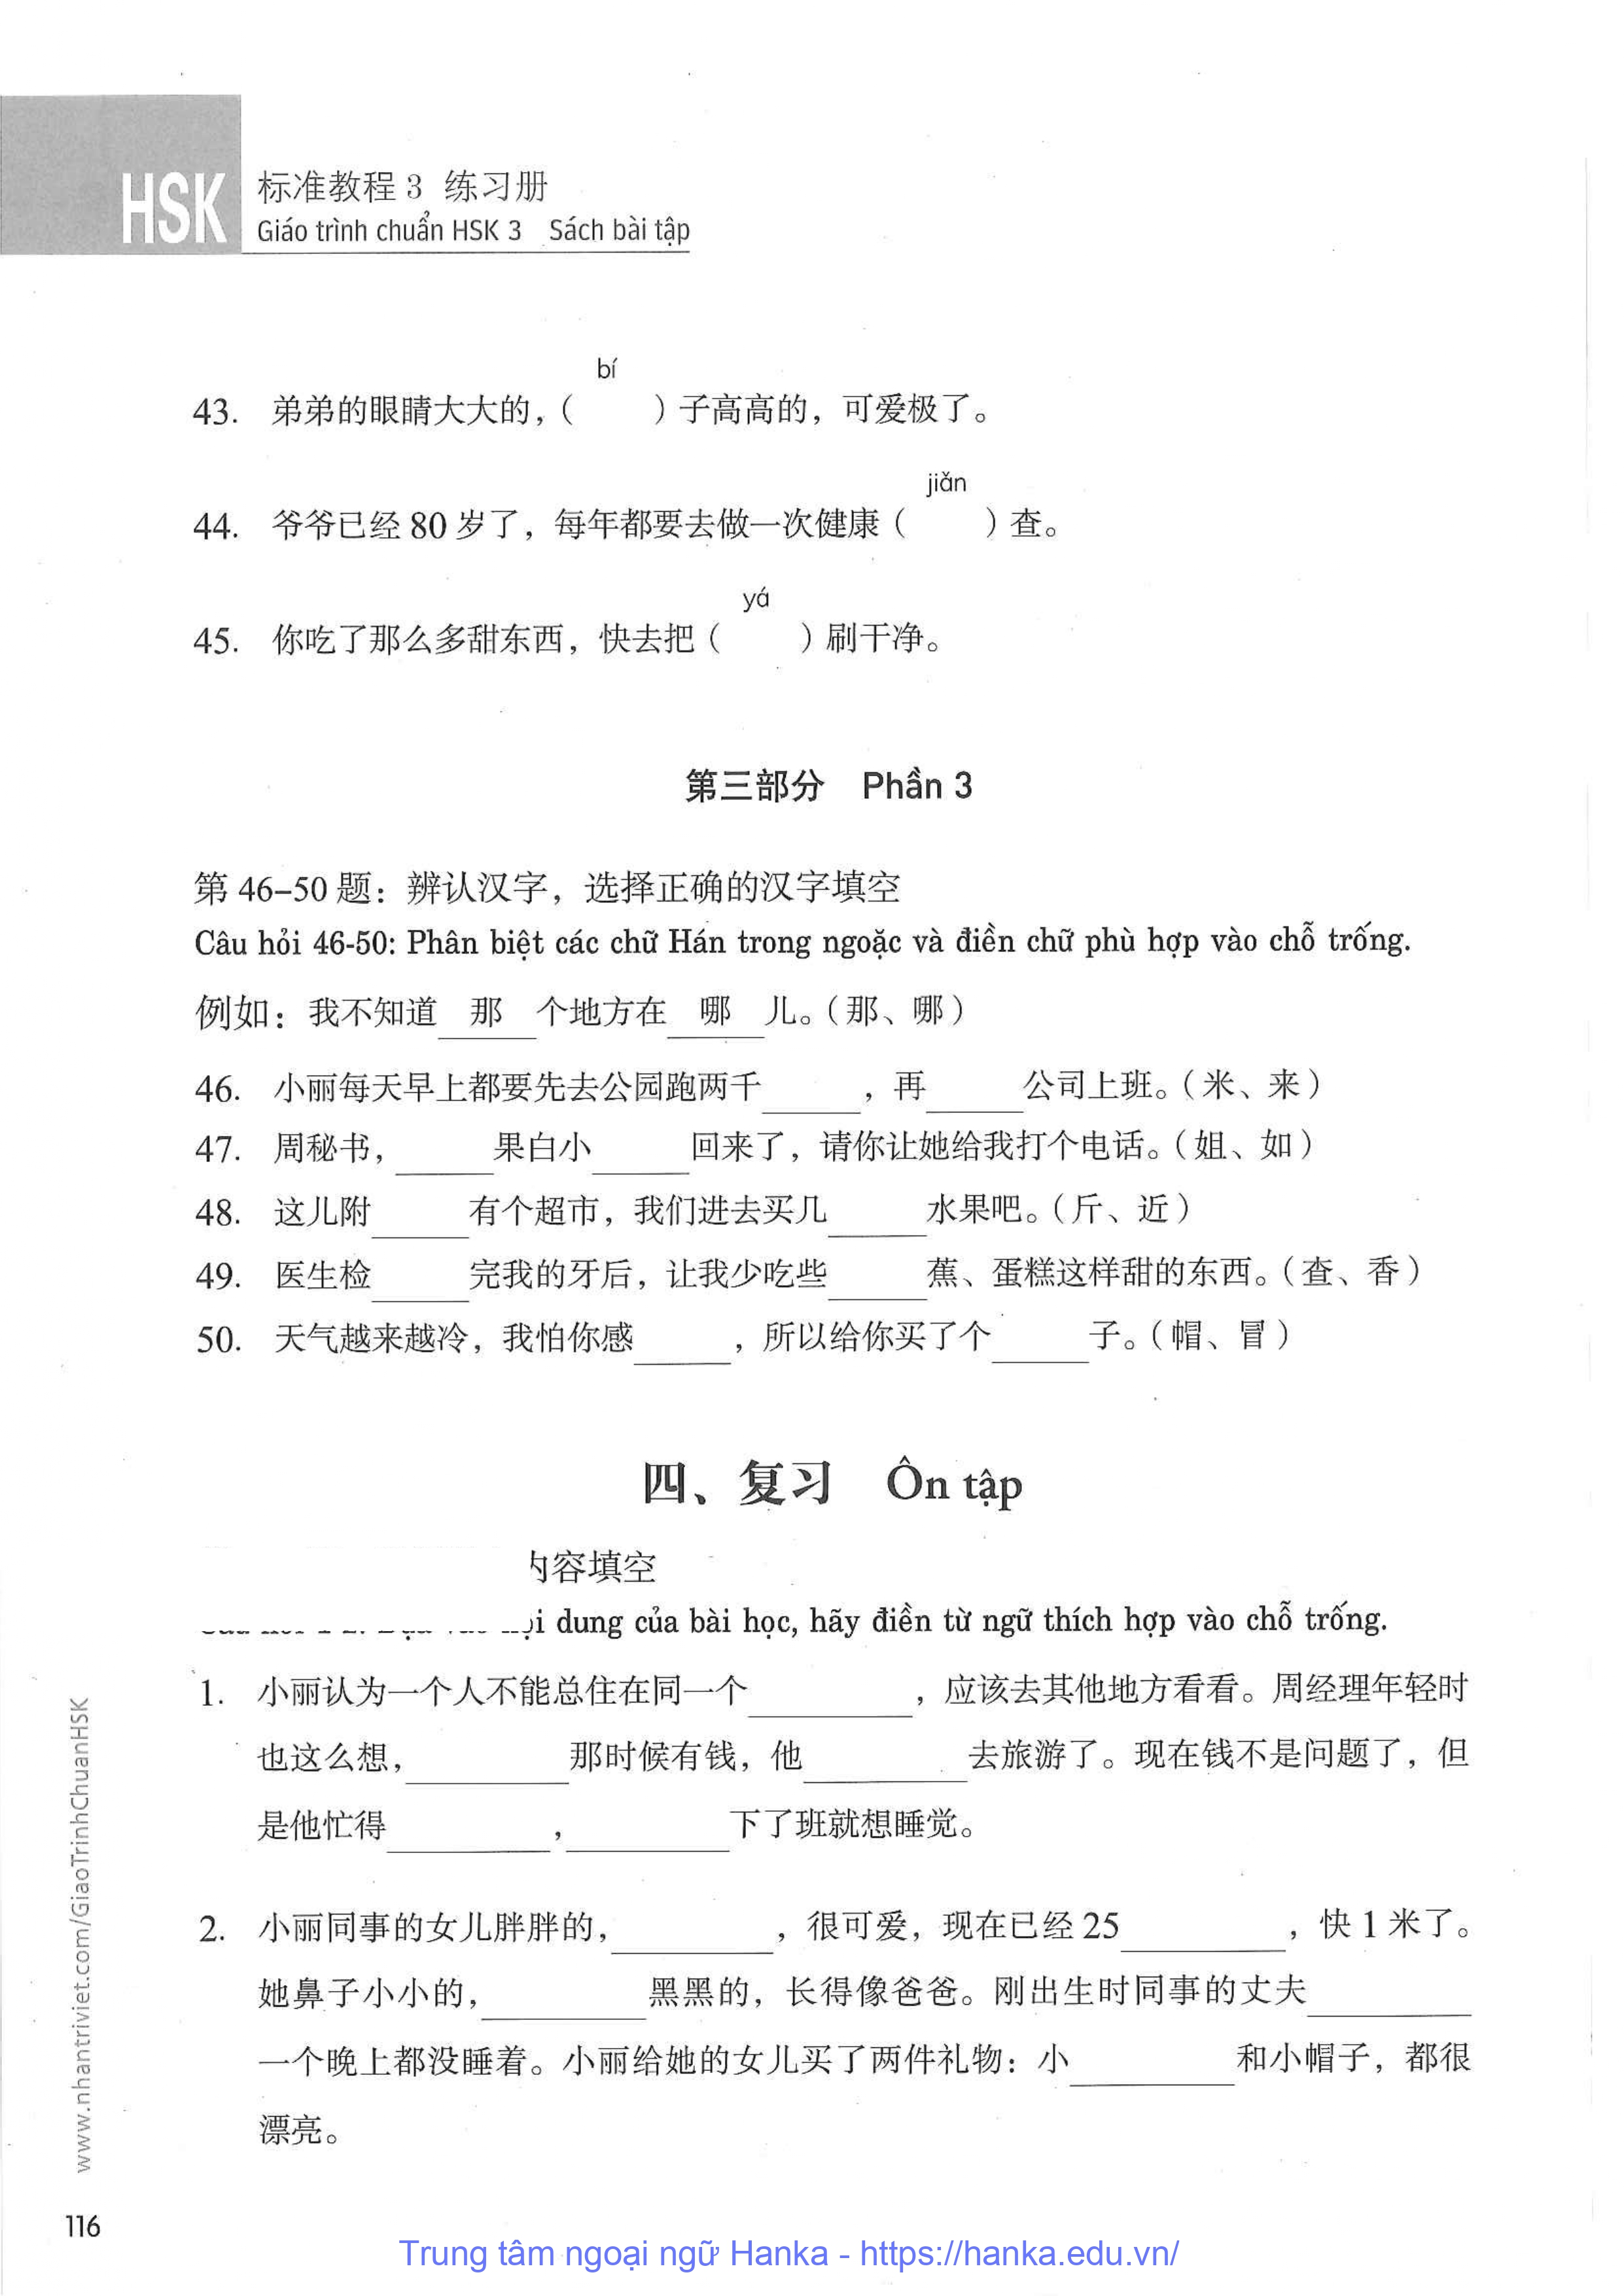 HSK
标准教程 3 练习册
Giáo trình chuẩn HSK 3 Sách bài tập
bí
43. 弟弟的眼睛大大的，（ ）子高高的，可爱极了。
jiǎn
44. 爷爷已经 80 岁了，每年都要去做一次健康（ ）查。
yá
45. 你吃了那么多甜东西，快去把（ ）刷干净。
第三部分 Phần 3
第 46–50 题：辨认汉字，选择正确的汉字填空
Câu hỏi 46-50: Phân biệt các chữ Hán trong ngoặc và điền chữ phù hợp vào chỗ trống.
例如：我不知道 那 个地方在 哪 儿。（那、哪）
46. 小丽每天早上都要先去公园跑两千______，再______公司上班。（米、来）
47. 周秘书，______果白小______回来了，请你让她给我打个电话。（姐、如）
48. 这儿附______有个超市，我们进去买几______水果吧。（斤、近）
49. 医生检______完我的牙后，让我少吃些______蕉、蛋糕这样甜的东西。（查、香）
50. 天气越来越冷，我怕你感______，所以给你买了个______子。（帽、冒）
四、复习 Ôn tập
内容填空
dung của bài học, hãy điền từ ngữ thích hợp vào chỗ trống.
1. 小丽认为一个人不能总住在同一个__________，应该去其他地方看看。周经理年轻时
也这么想，__________那时候有钱，他__________去旅游了。现在钱不是问题了，但
是他忙得__________，__________下了班就想睡觉。
2. 小丽同事的女儿胖胖的，__________，很可爱，现在已经 25__________，快 1 米了。
她鼻子小小的，__________黑黑的，长得像爸爸。刚出生时同事的丈夫__________
一个晚上都没睡着。小丽给她的女儿买了两件礼物：小__________和小帽子，都很
漂亮。
www.nhantriviet.com/GiaoTrinhChuanHSK
116
Trung tâm ngoại ngữ Hanka - https://hanka.edu.vn/